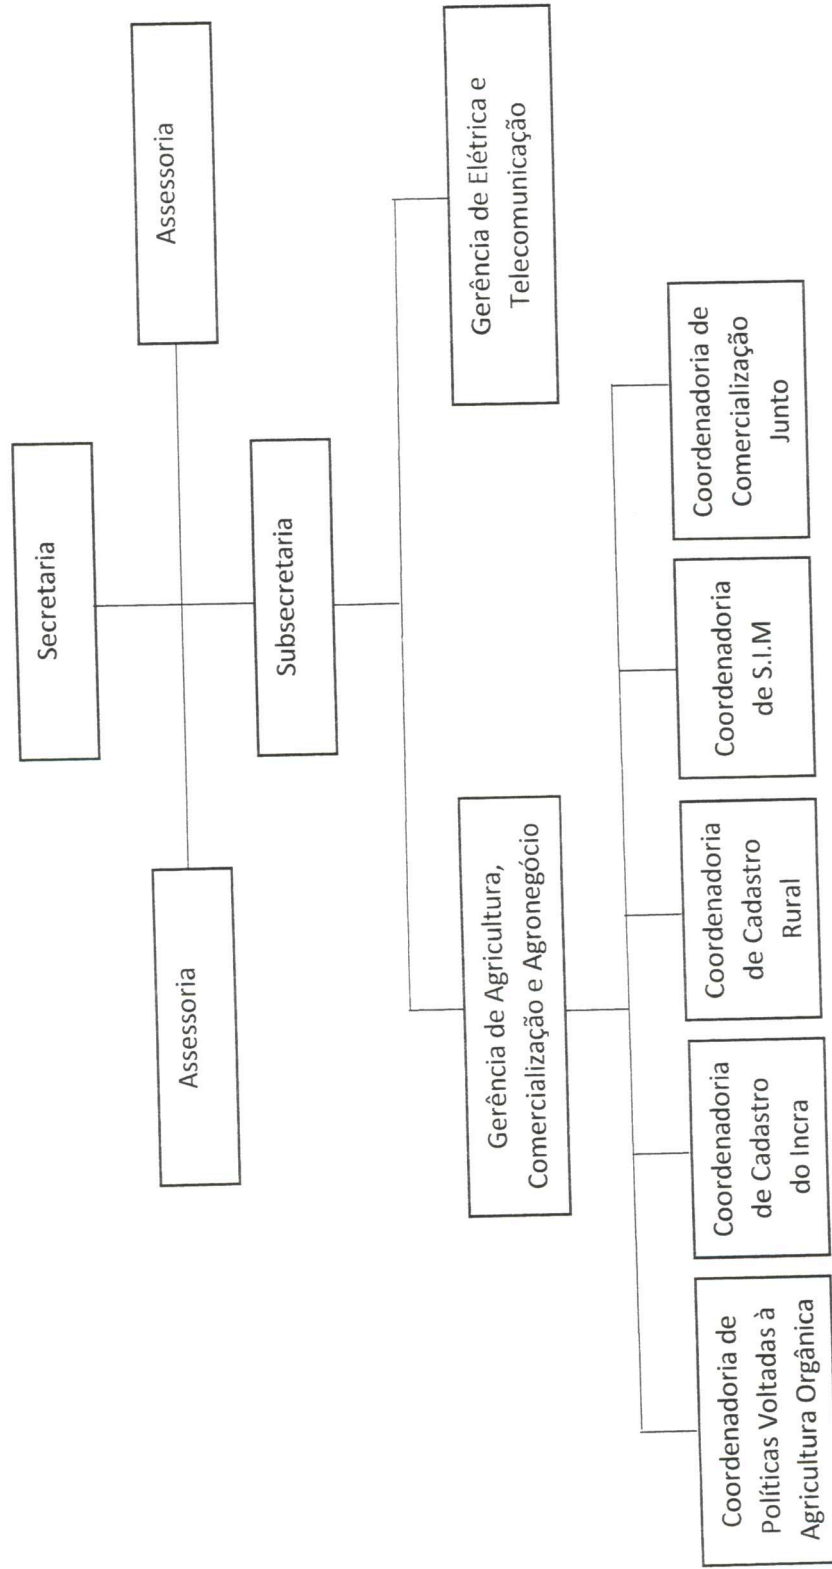 Secretaria
Assessoria
Assessoria
Subsecretaria
Gerência de Agricultura,
Comercialização e Agronegócio
Gerência de Elétrica e
Telecomunicação
Coordenadoria de
Políticas Voltadas à
Agricultura Orgânica
Coordenadoria
de Cadastro
do Incra
Coordenadoria
de Cadastro
Rural
Coordenadoria
de S.I.M
Coordenadoria de
Comercialização
Junto